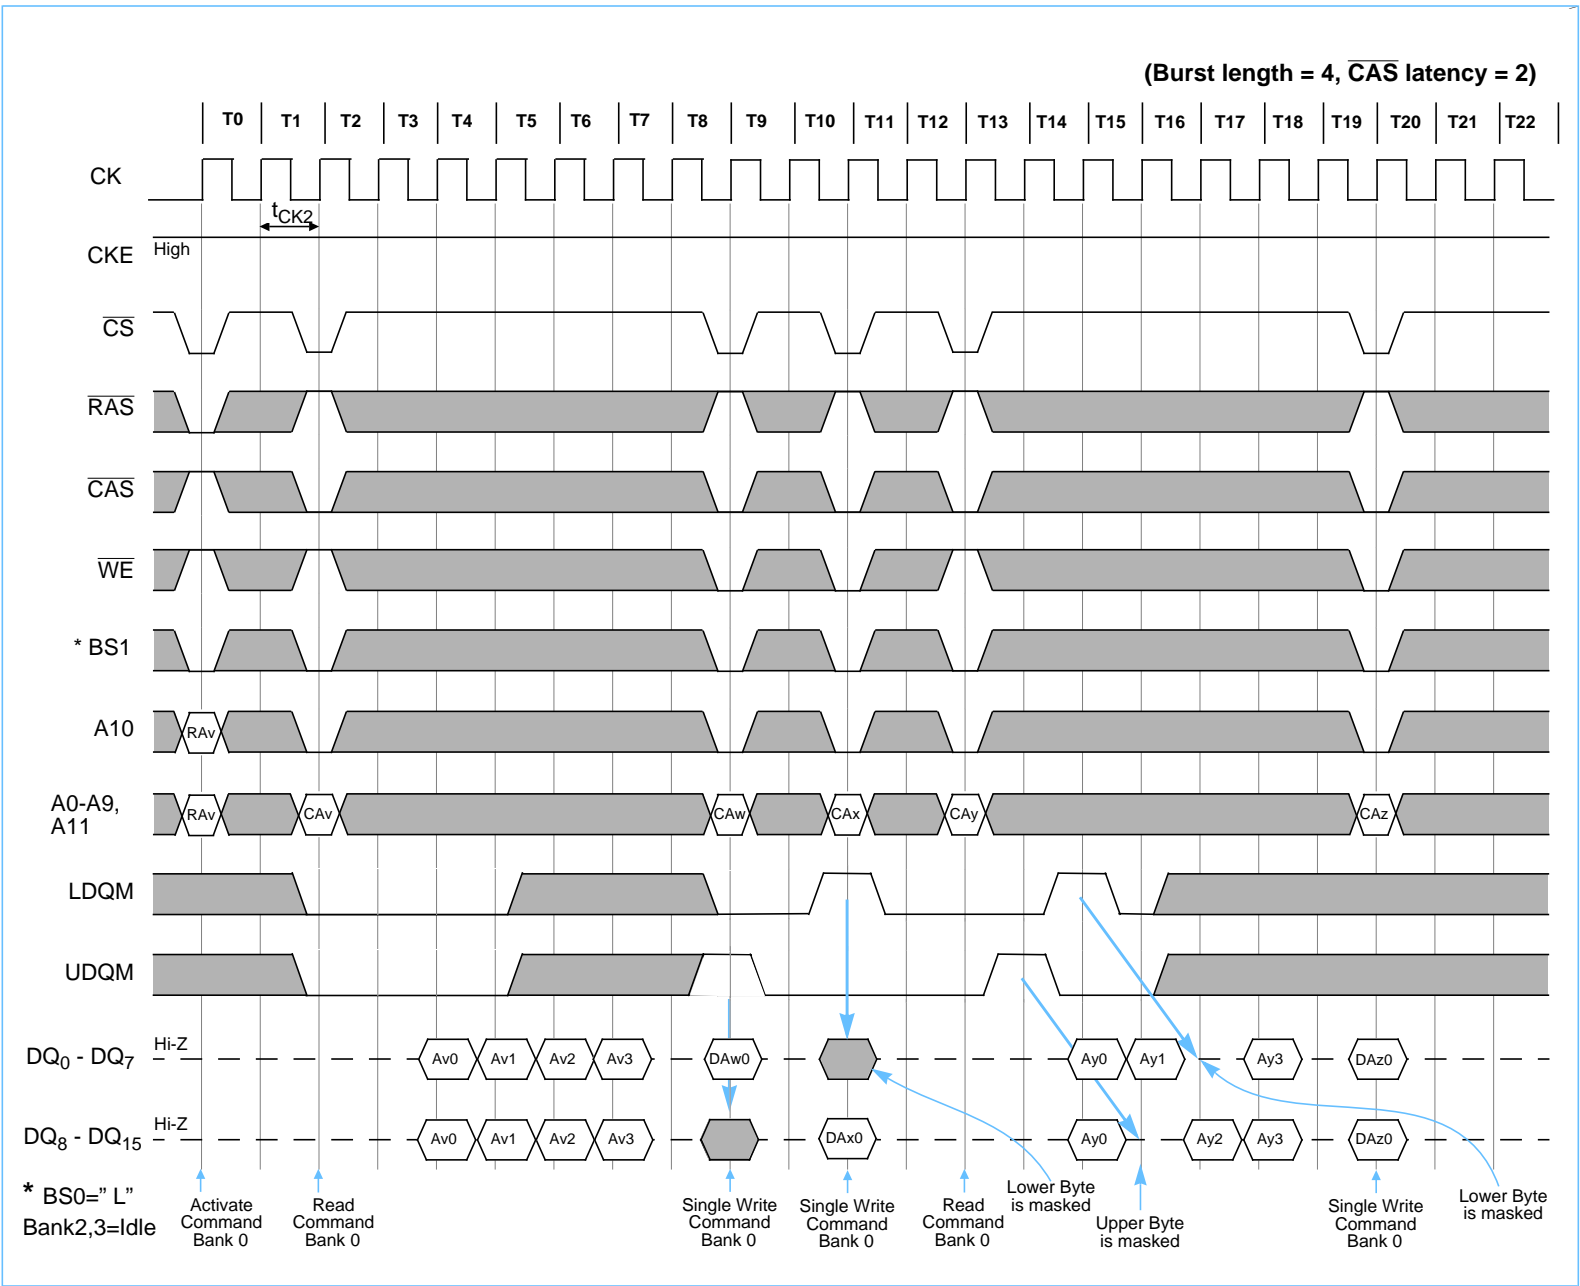 (Burst length = 4, CAS latency = 2)
T0 T1 T2 T3 T4 T5 T6 T7 T8 T9 T10 T11 T12 T13 T14 T15 T16 T17 T18 T19 T20 T21 T22
CK
tCK2
CKE High
CS
RAS
CAS
WE
* BS1
A10 RAv
A0-A9,
A11
RAv CAv CAw CAx CAy CAz
LDQM
UDQM
DQ0 - DQ7 Hi-Z Av0 Av1 Av2 Av3 DAw0 Ay0 Ay1 Ay3 DAz0
DQ8 - DQ15 Hi-Z Av0 Av1 Av2 Av3 DAx0 Ay0 Ay2 Ay3 DAz0
* BS0=” L”
Bank2,3=Idle
Activate
Command
Bank 0
Read
Command
Bank 0
Single Write
Command
Bank 0
Single Write
Command
Bank 0
Read
Command
Bank 0
Lower Byte
is masked
Upper Byte
is masked
Single Write
Command
Bank 0
Lower Byte
is masked